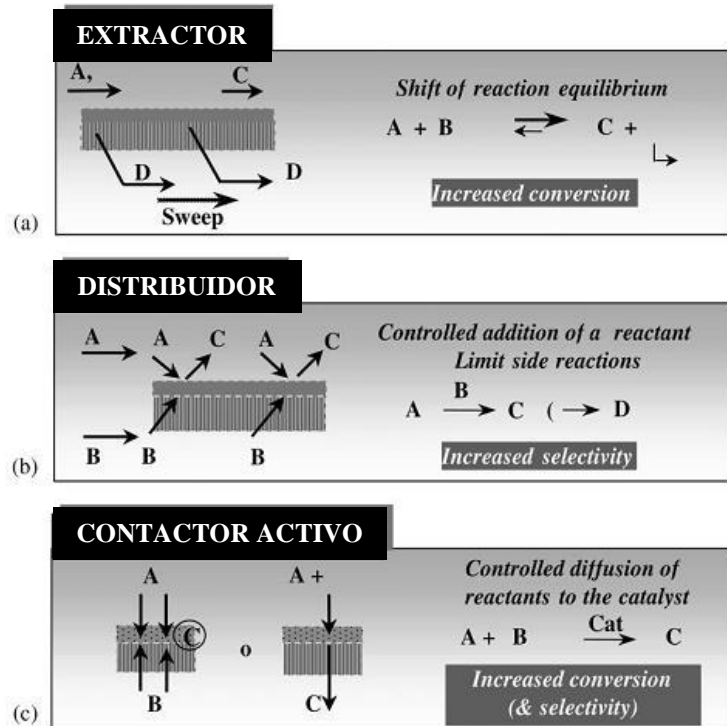 EXTRACTOR
A,
C
Shift of reaction equilibrium
A + B C +
D
D
Sweep
Increased conversion
(a)
DISTRIBUIDOR
A A C A C
Controlled addition of a reactant
Limit side reactions
B
A C ( D
B B B
Increased selectivity
(b)
CONTACTOR ACTIVO
A
A +
Controlled diffusion of
reactants to the catalyst
C
o
Cat
A + B C
B
C
Increased conversion
(& selectivity)
(c)